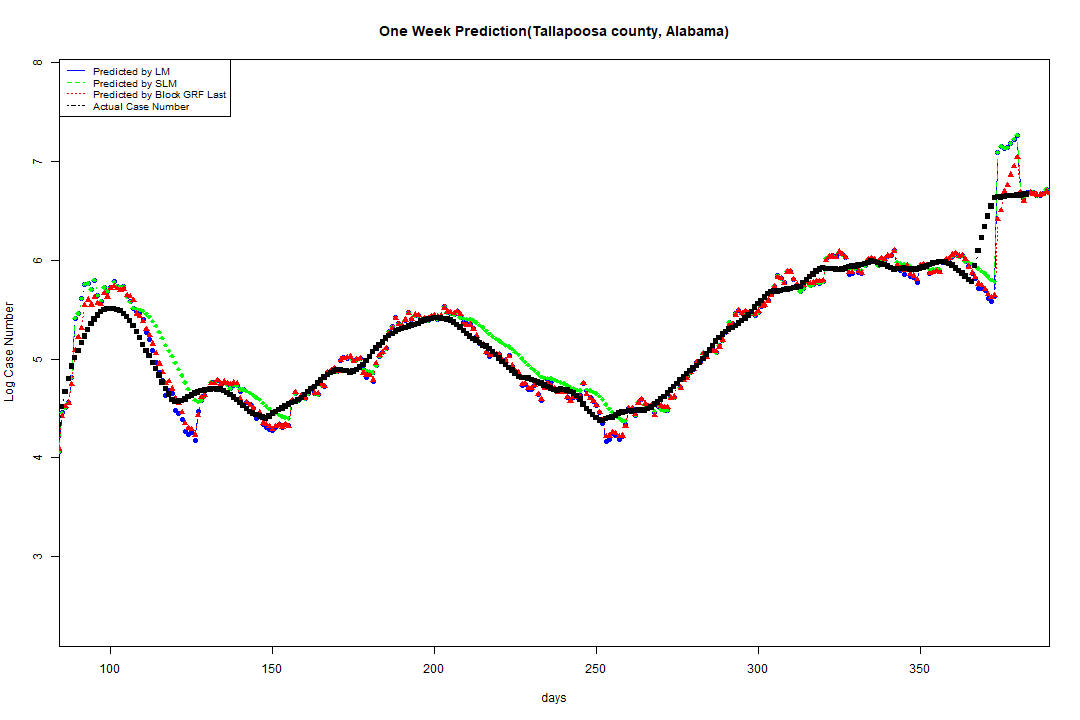 One Week Prediction(Tallapoosa county, Alabama)
Predicted by LM
Predicted by SLM
Predicted by Block GRF Last
Actual Case Number
8
7
6
5
4
3
Log Case Number
100 150 200 250 300 350
days